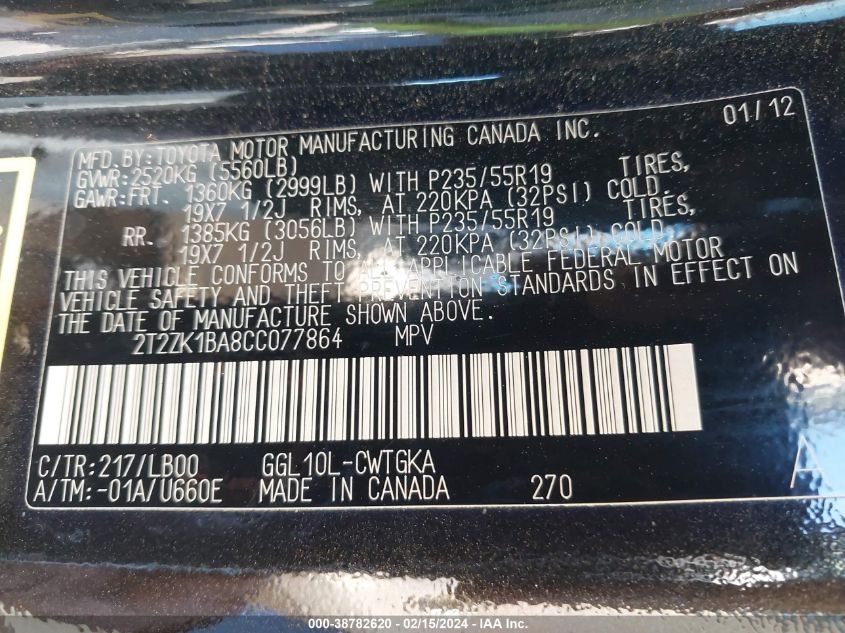 01/12
MFD.BY:TOYOTA MOTOR MANUFACTURING CANADA INC.
GVWR:2520KG (5560LB)
GAWR:FRT. 1360KG (2999LB) WITH P235/55R19 TIRES,
19X7 1/2J RIMS, AT 220KPA (32PSI) COLD.
RR. 1385KG (3056LB) WITH P235/55R19 TIRES,
19X7 1/2J RIMS, AT 220KPA (32PSI) COLD.
THIS VEHICLE CONFORMS TO ALL APPLICABLE FEDERAL MOTOR
VEHICLE SAFETY AND THEFT PREVENTION STANDARDS IN EFFECT ON
THE DATE OF MANUFACTURE SHOWN ABOVE.
2T2ZK1BA8CC077864 MPV
C/TR:217/LB00 GGL10L-CWTGKA A
A/TM:-01A/U660E MADE IN CANADA 270
© IMAGE - 38782620 - 02/15/2024 - IAA Inc.